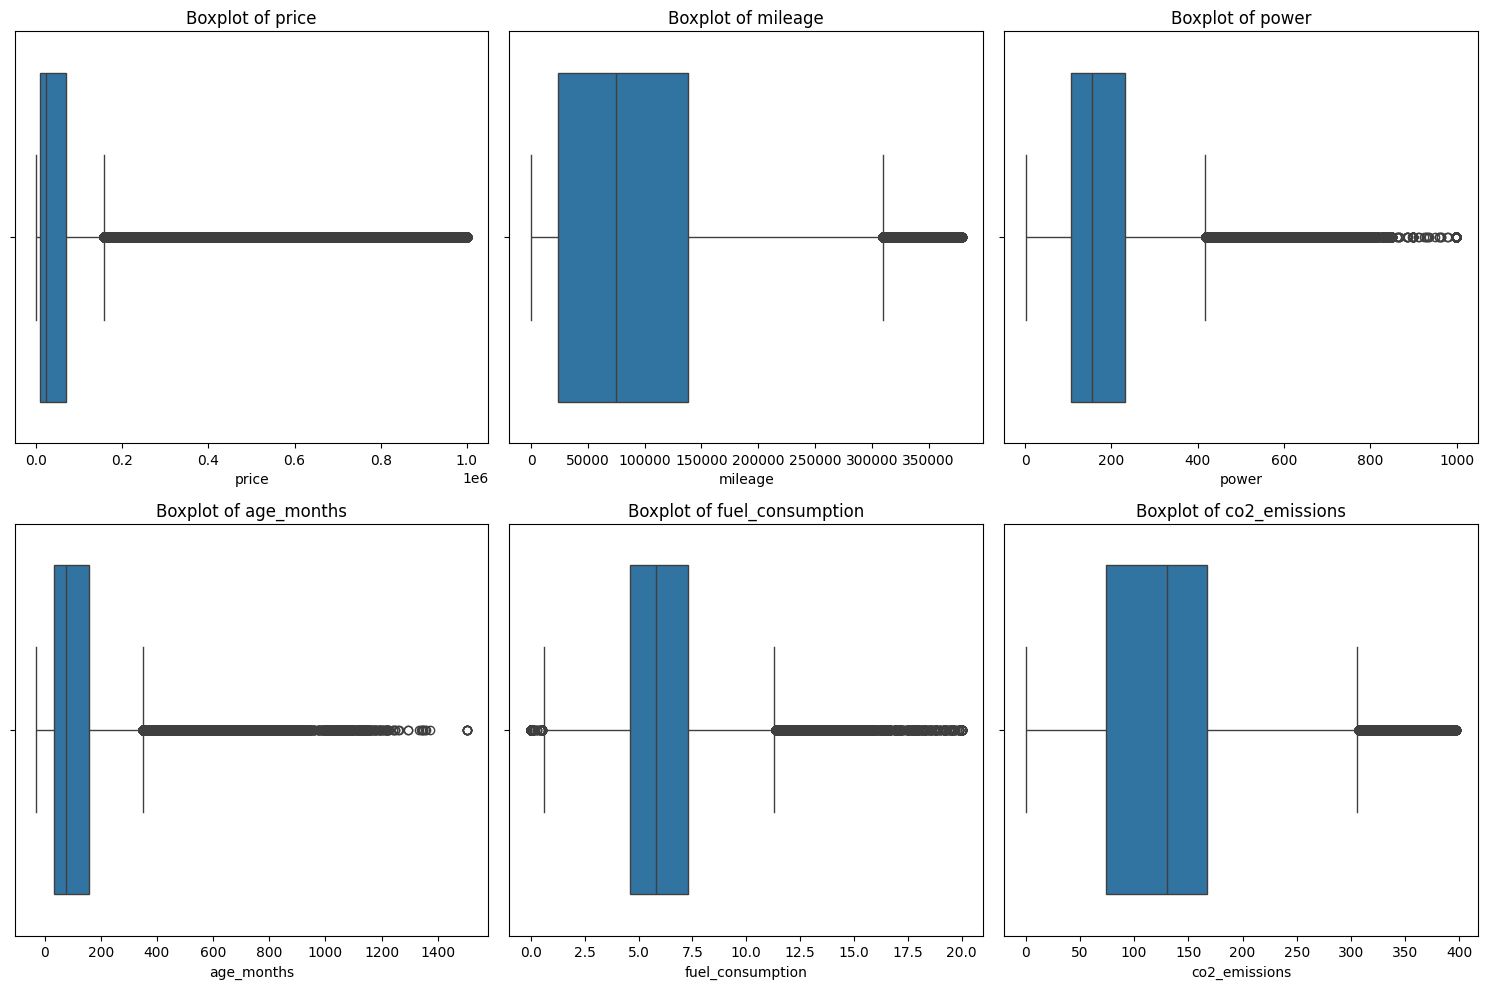 Boxplot of price
Boxplot of mileage
Boxplot of power
0.0 0.2 0.4 0.6 0.8 1.0
1e6
price
0 50000 100000 150000 200000 250000 300000 350000
mileage
0 200 400 600 800 1000
power
Boxplot of age_months
Boxplot of fuel_consumption
Boxplot of co2_emissions
0 200 400 600 800 1000 1200 1400
age_months
0.0 2.5 5.0 7.5 10.0 12.5 15.0 17.5 20.0
fuel_consumption
0 50 100 150 200 250 300 350 400
co2_emissions